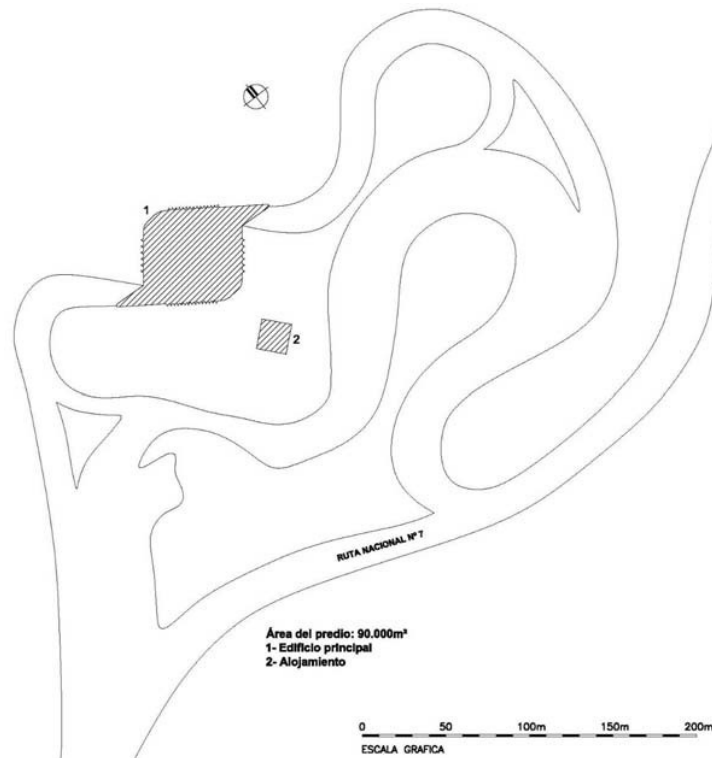 1
2
RUTA NACIONAL Nº 7
Área del predio: 90.000m²
1- Edificio principal
2- Alojamiento
0 50 100m 150m 200m
ESCALA GRAFICA